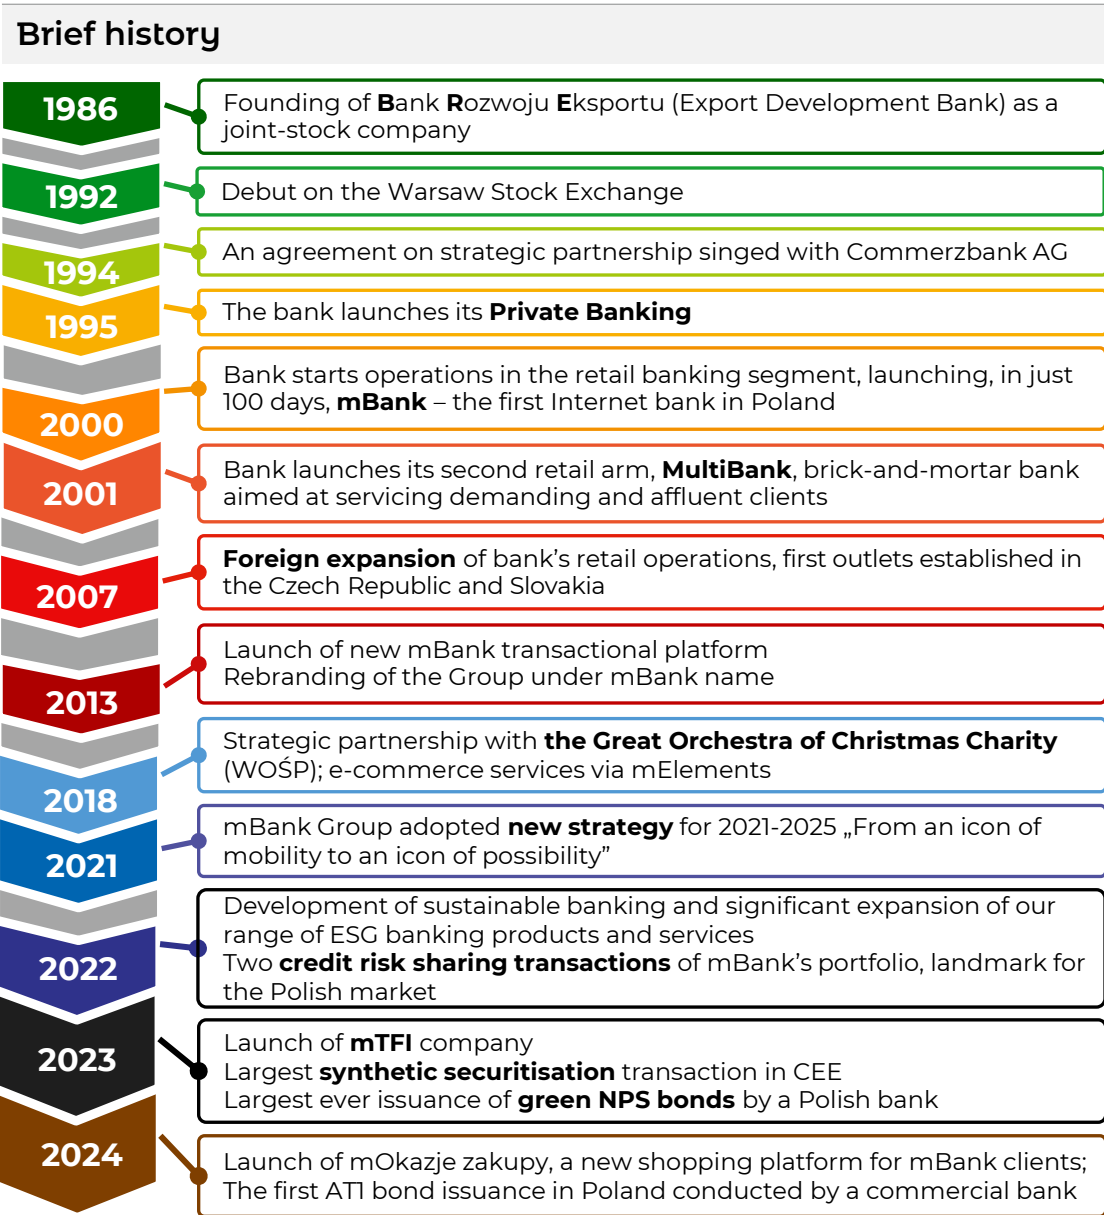 Brief history
1986
Founding of Bank Rozwoju Eksportu (Export Development Bank) as a
joint-stock company
1992
Debut on the Warsaw Stock Exchange
1994
An agreement on strategic partnership singed with Commerzbank AG
1995
The bank launches its Private Banking
2000
Bank starts operations in the retail banking segment, launching, in just
100 days, mBank – the first Internet bank in Poland
2001
Bank launches its second retail arm, MultiBank, brick-and-mortar bank
aimed at servicing demanding and affluent clients
2007
Foreign expansion of bank's retail operations, first outlets established in
the Czech Republic and Slovakia
2013
Launch of new mBank transactional platform
Rebranding of the Group under mBank name
2018
Strategic partnership with the Great Orchestra of Christmas Charity
(WOŚP); e-commerce services via mElements
2021
mBank Group adopted new strategy for 2021-2025 „From an icon of
mobility to an icon of possibility”
2022
Development of sustainable banking and significant expansion of our
range of ESG banking products and services
Two credit risk sharing transactions of mBank’s portfolio, landmark for
the Polish market
2023
Launch of mTFI company
Largest synthetic securitisation transaction in CEE
Largest ever issuance of green NPS bonds by a Polish bank
2024
Launch of mOkazje zakupy, a new shopping platform for mBank clients;
The first AT1 bond issuance in Poland conducted by a commercial bank